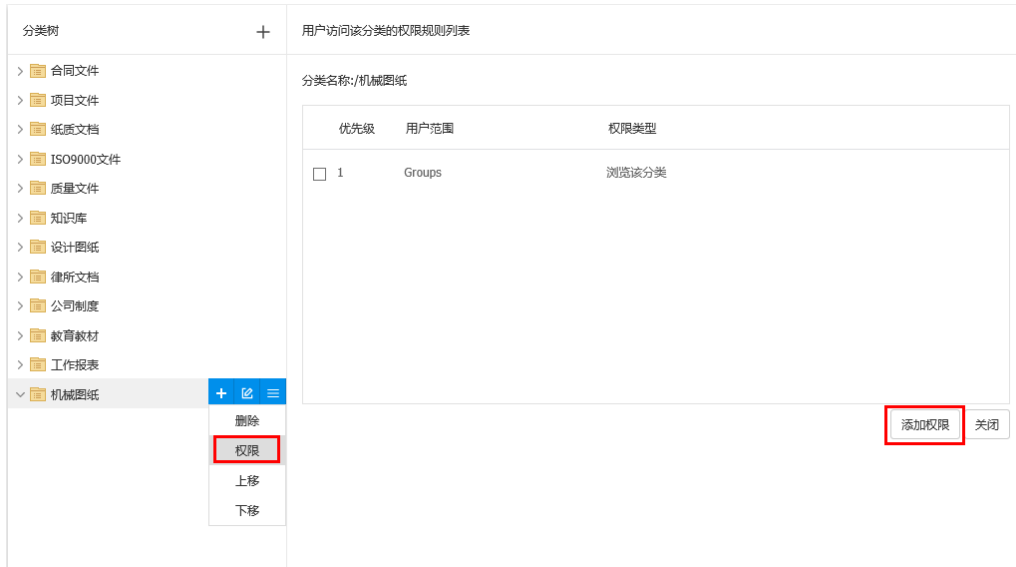 分类树
用户访问该分类的权限规则列表
合同文件
项目文件
纸质文档
ISO9000文件
质量文件
知识库
设计图纸
律所文档
公司制度
教育教材
工作报表
机械图纸
删除
权限
上移
下移
分类名称:/机械图纸
优先级 用户范围 权限类型
1 Groups 浏览该分类
添加权限 关闭